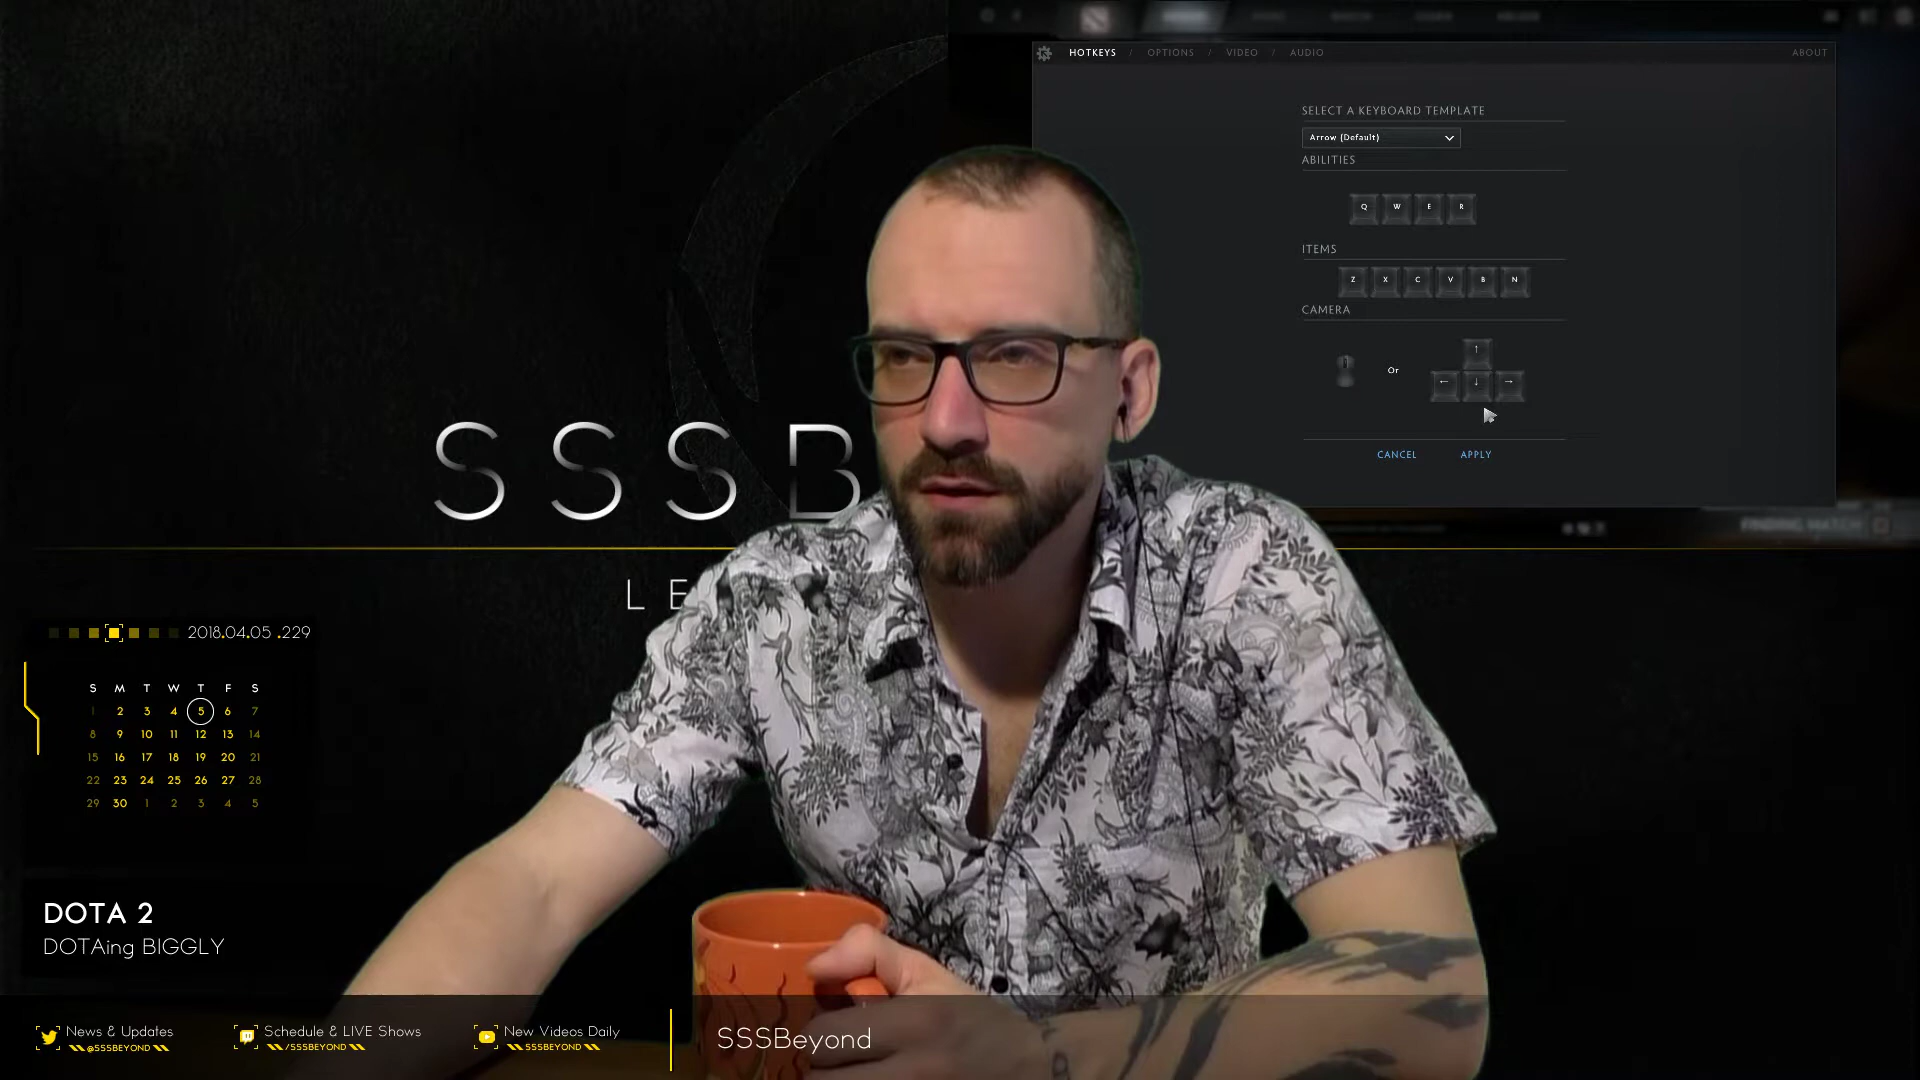 HOTKEYS / OPTIONS / VIDEO / AUDIO ABOUT
SELECT A KEYBOARD TEMPLATE
Arrow (Default)
ABILITIES
Q W E R
ITEMS
Z X C V B N
CAMERA
↑
Or
← ↓ →
CANCEL APPLY
FINDING MATCH
SSSB
LE
2018.04.05 .229
S M T W T F S
1 2 3 4 5 6 7
8 9 10 11 12 13 14
15 16 17 18 19 20 21
22 23 24 25 26 27 28
29 30 1 2 3 4 5
DOTA 2
DOTAing BIGGLY
News & Updates
@SSSBEYOND
Schedule & LIVE Shows
/SSSBEYOND
New Videos Daily
SSSBEYOND
SSSBeyond